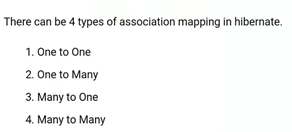 There can be 4 types of association mapping in hibernate.
1. One to One
2. One to Many
3. Many to One
4. Many to Many